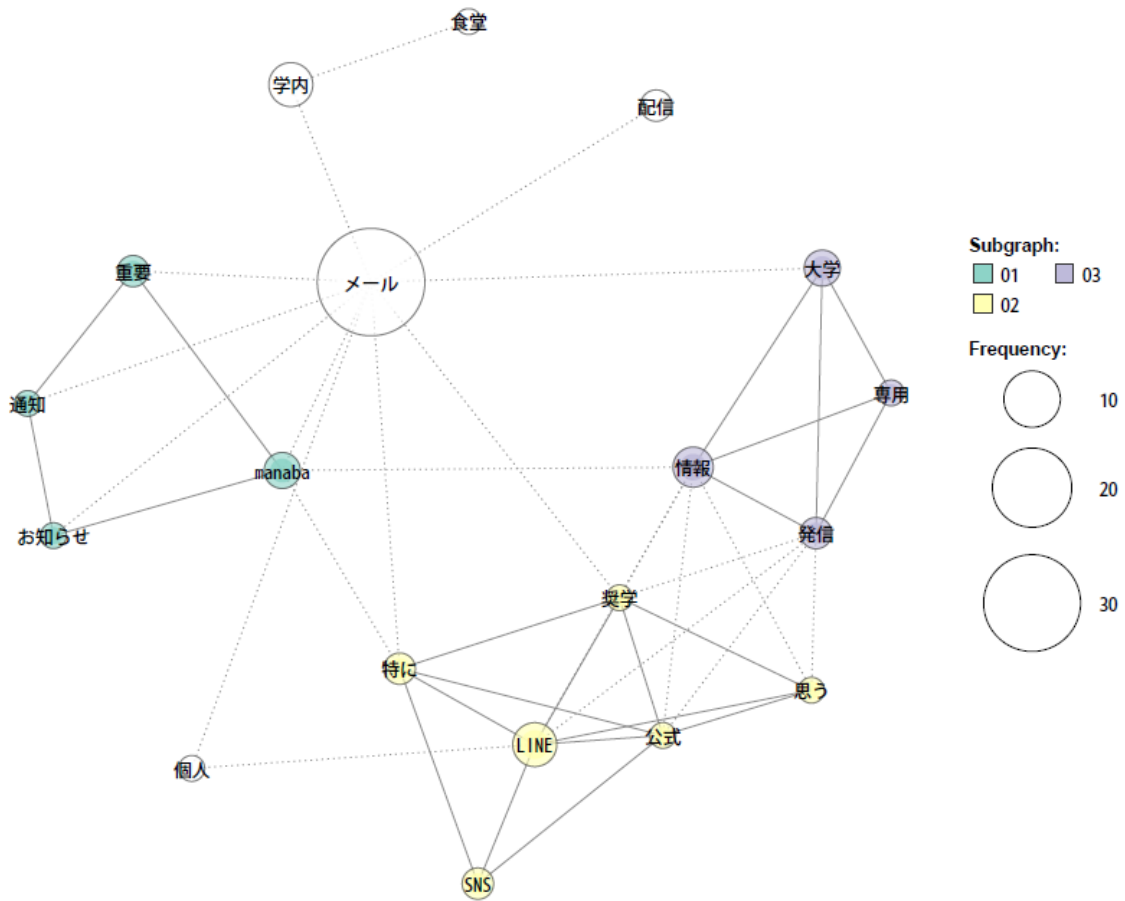 食堂
学内
配信
メール
重要
大学
通知
専用
manaba
情報
お知らせ
発信
奨学
特に
思う
LINE
公式
個人
SNS
Subgraph:
01 03
02
Frequency:
10
20
30